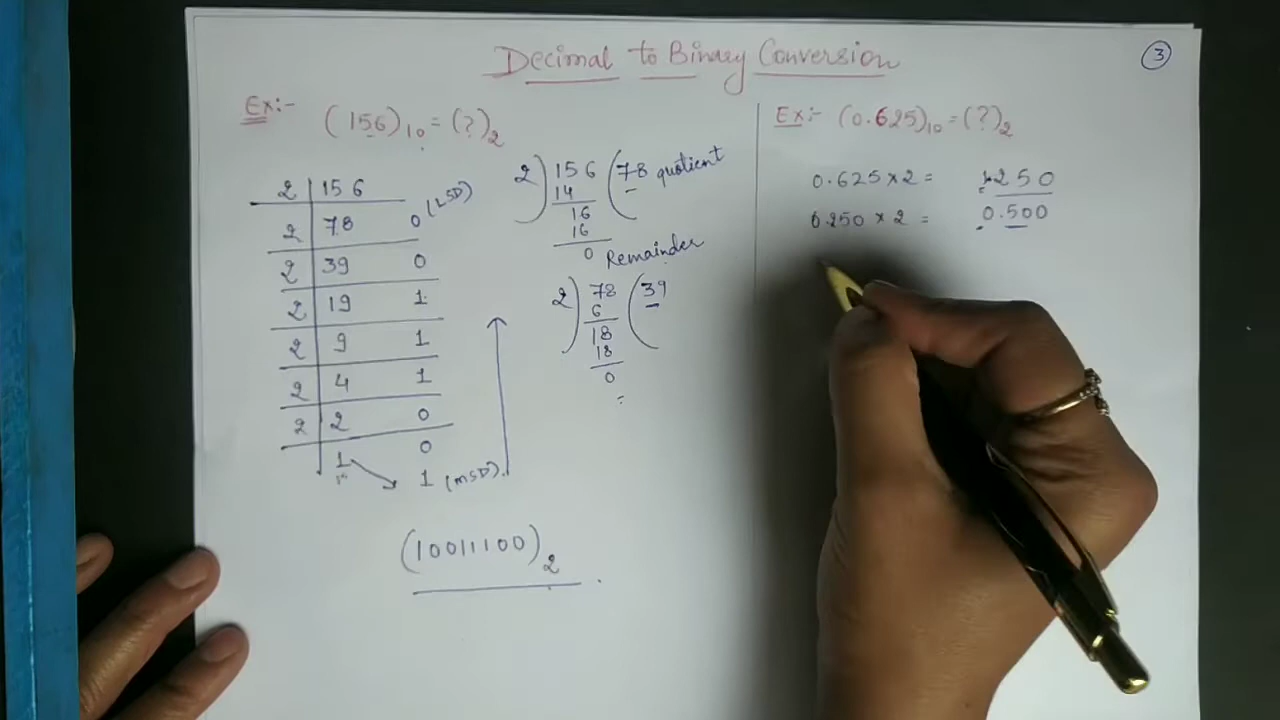 Decimal to Binary Conversion
3
Ex:- (156)10 = (?)2
2 156
2 78 0 (LSD)
2 39 0
2 19 1
2 9 1
2 4 1
2 2 0
1 0
1 (MSD)
(10011100)2
2) 156 (78 quotient
14
16
16
0 Remainder
2) 78 (39
6
18
18
0
=
Ex:- (0.625)10 = (?)2
0.625×2 = 1.250
0.250 × 2 = 0.500